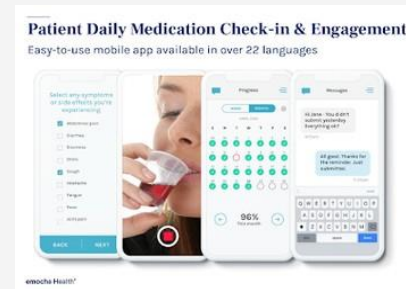 Patient Daily Medication Check-in & Engagement
Easy-to-use mobile app available in over 22 languages
Select any symptoms
or side effects you're
experiencing
Abdominal pain
Cough
Headache
Fatigue
BACK
NEXT
Progress
96%
Messages
Hi Jane - You didn't
submit yesterday.
Everything ok?
All good. Thanks for
the reminder. Just
submitted.
Q W E R T Y U I O P
A S D F G H J K L
Z X C V B N M
emocha Health